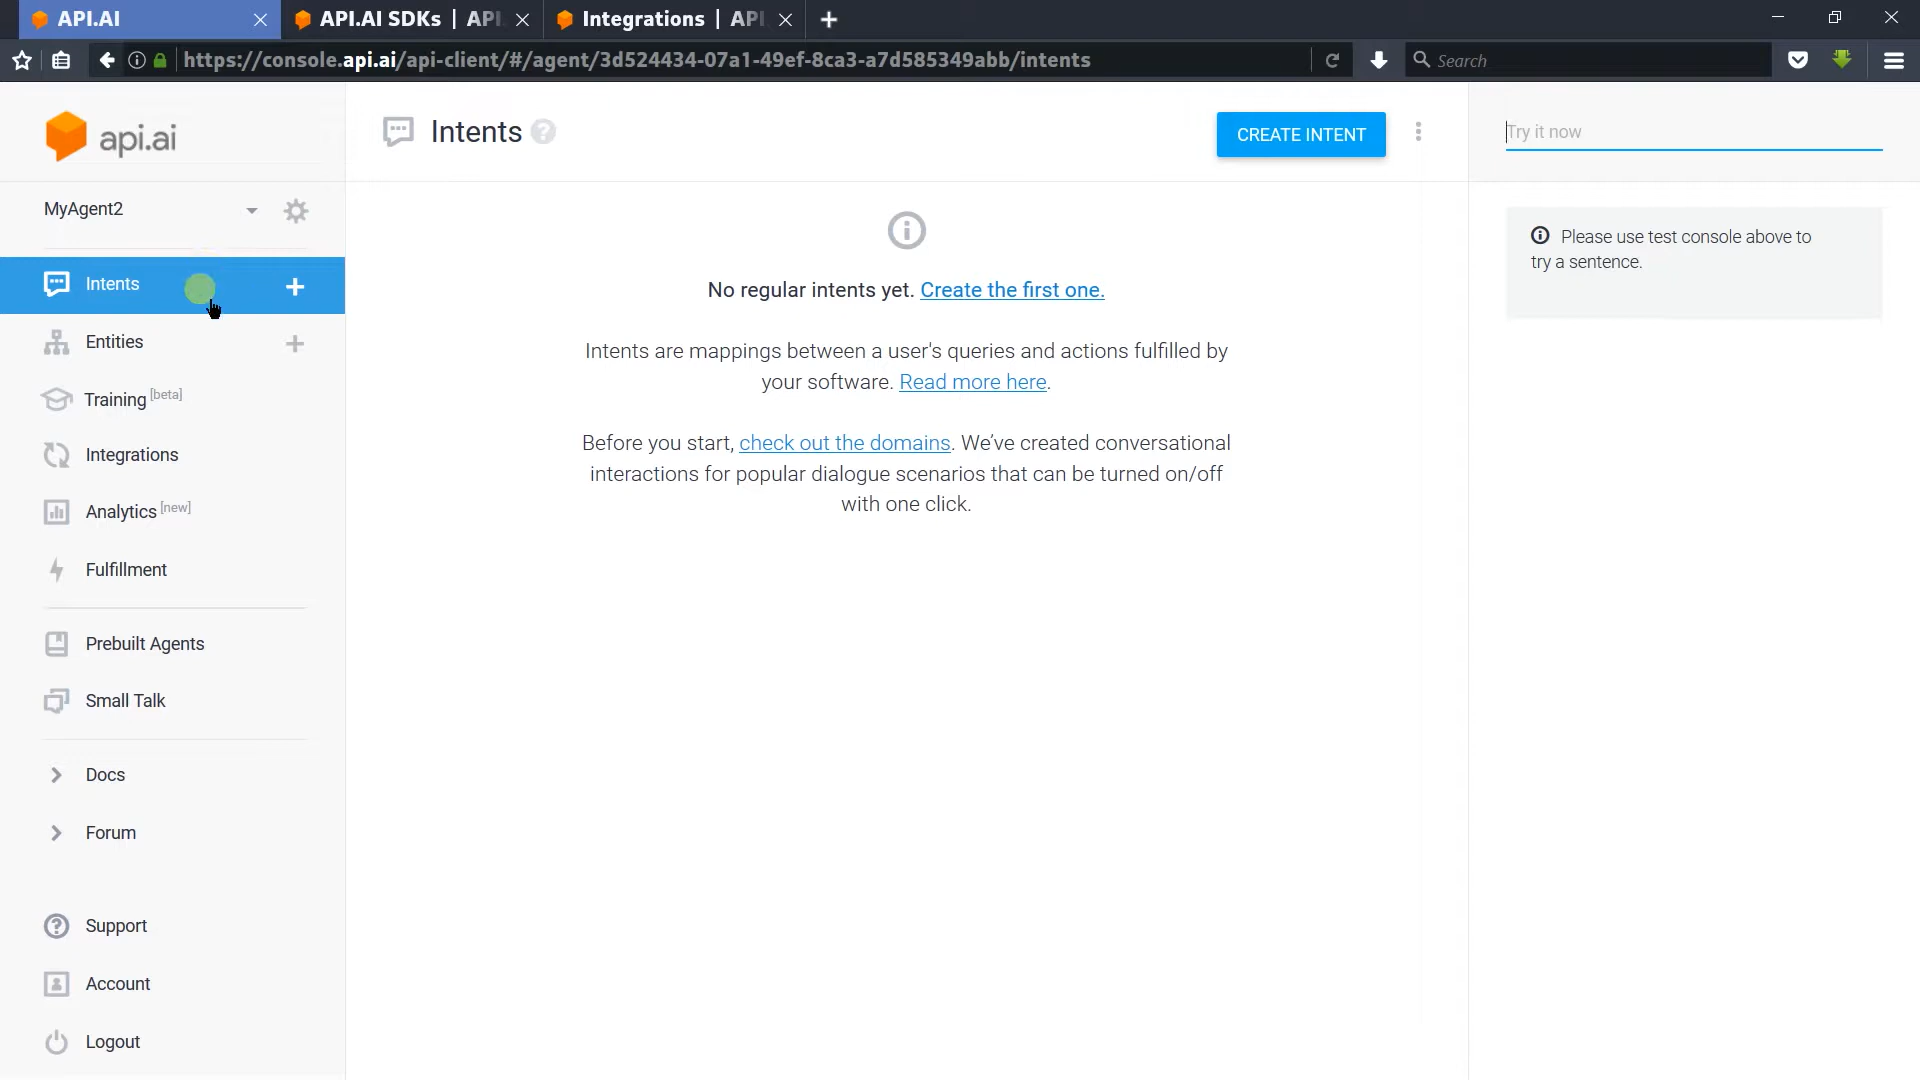 API.AI
API.AI SDKs | API
Integrations | API
https://console.api.ai/api-client/#/agent/3d524434-07a1-49ef-8ca3-a7d585349abb/intents
Search
api.ai
MyAgent2
Intents
Entities
Training [beta]
Integrations
Analytics [new]
Fulfillment
Prebuilt Agents
Small Talk
Docs
Forum
Support
Account
Logout
Intents
CREATE INTENT
No regular intents yet. Create the first one.
Intents are mappings between a user's queries and actions fulfilled by
your software. Read more here.
Before you start, check out the domains. We’ve created conversational
interactions for popular dialogue scenarios that can be turned on/off
with one click.
Try it now
Please use test console above to
try a sentence.